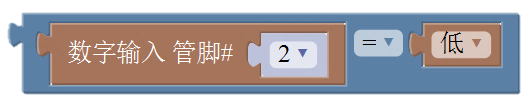 数字输入 管脚# 2 = 低